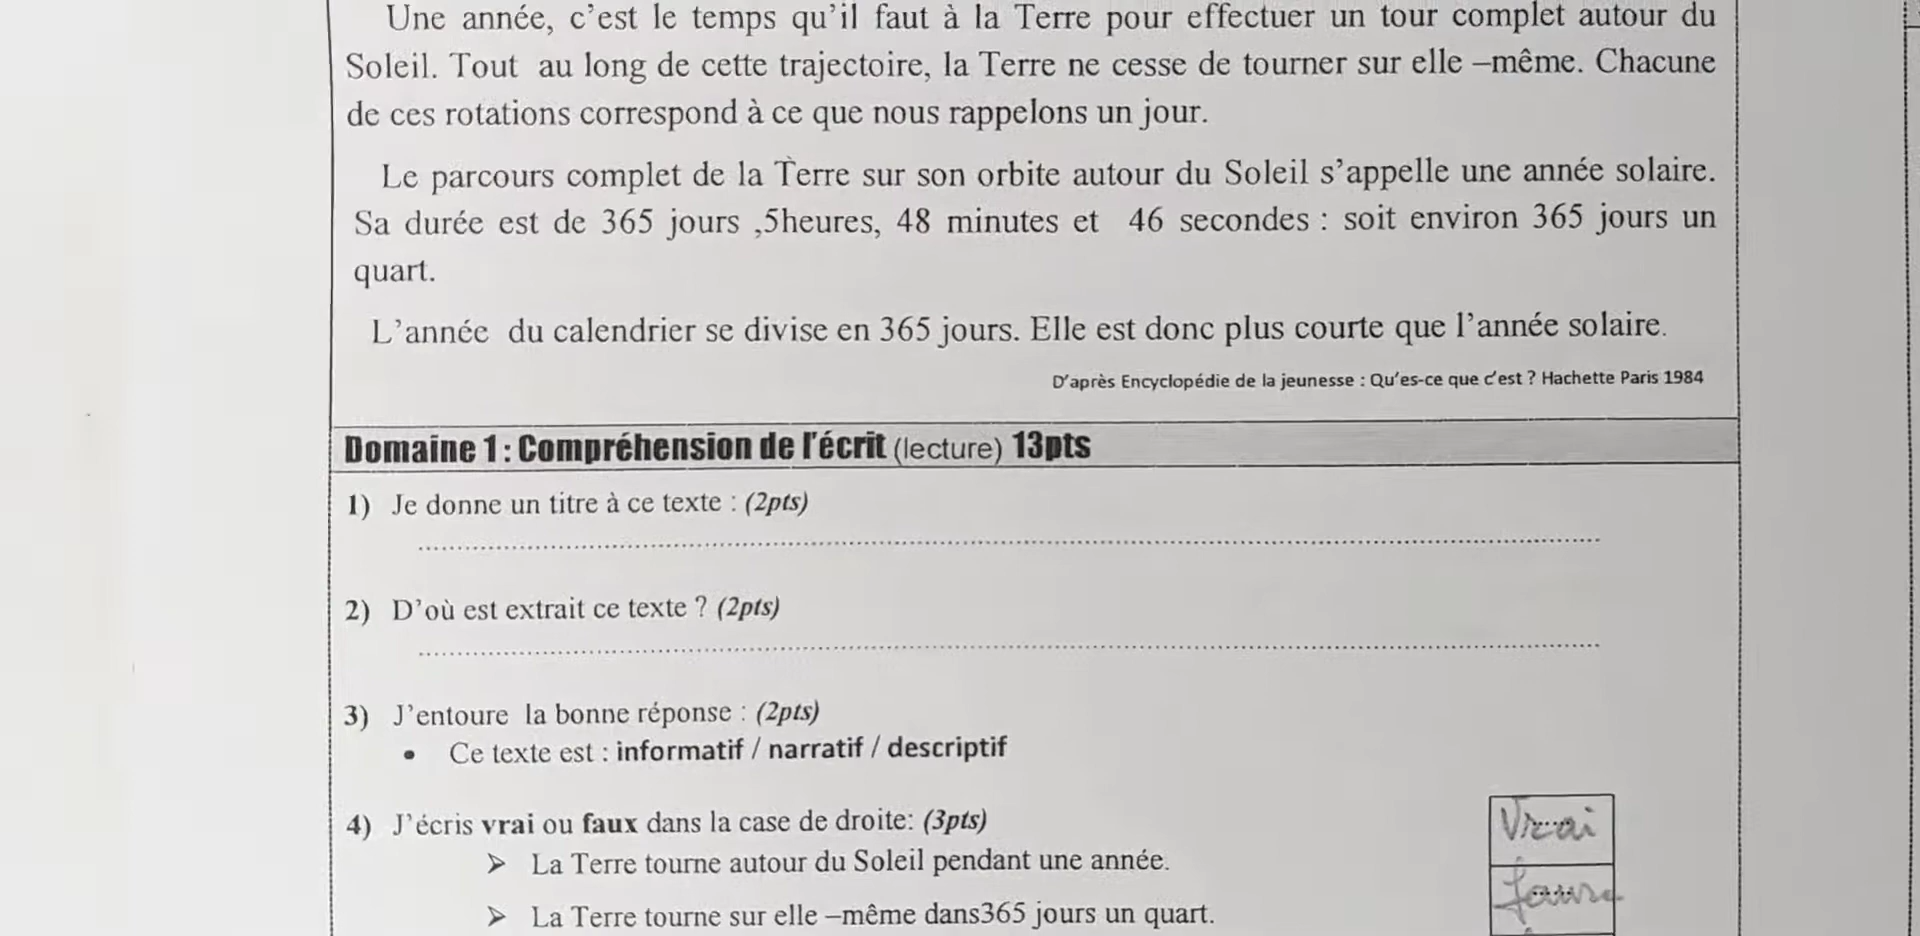 Une année, c'est le temps qu'il faut à la Terre pour effectuer un tour complet autour du
Soleil. Tout au long de cette trajectoire, la Terre ne cesse de tourner sur elle –même. Chacune
de ces rotations correspond à ce que nous rappelons un jour.
Le parcours complet de la Terre sur son orbite autour du Soleil s'appelle une année solaire.
Sa durée est de 365 jours ,5heures, 48 minutes et 46 secondes : soit environ 365 jours un
quart.
L'année du calendrier se divise en 365 jours. Elle est donc plus courte que l'année solaire.
D'après Encyclopédie de la jeunesse : Qu'es-ce que c'est ? Hachette Paris 1984
Domaine 1 : Compréhension de l'écrit (lecture) 13pts
1) Je donne un titre à ce texte : (2pts)
2) D'où est extrait ce texte ? (2pts)
3) J'entoure la bonne réponse : (2pts)
• Ce texte est : informatif / narratif / descriptif
4) J'écris vrai ou faux dans la case de droite: (3pts)
Vrai
➢ La Terre tourne autour du Soleil pendant une année.
faux
➢ La Terre tourne sur elle –même dans365 jours un quart.